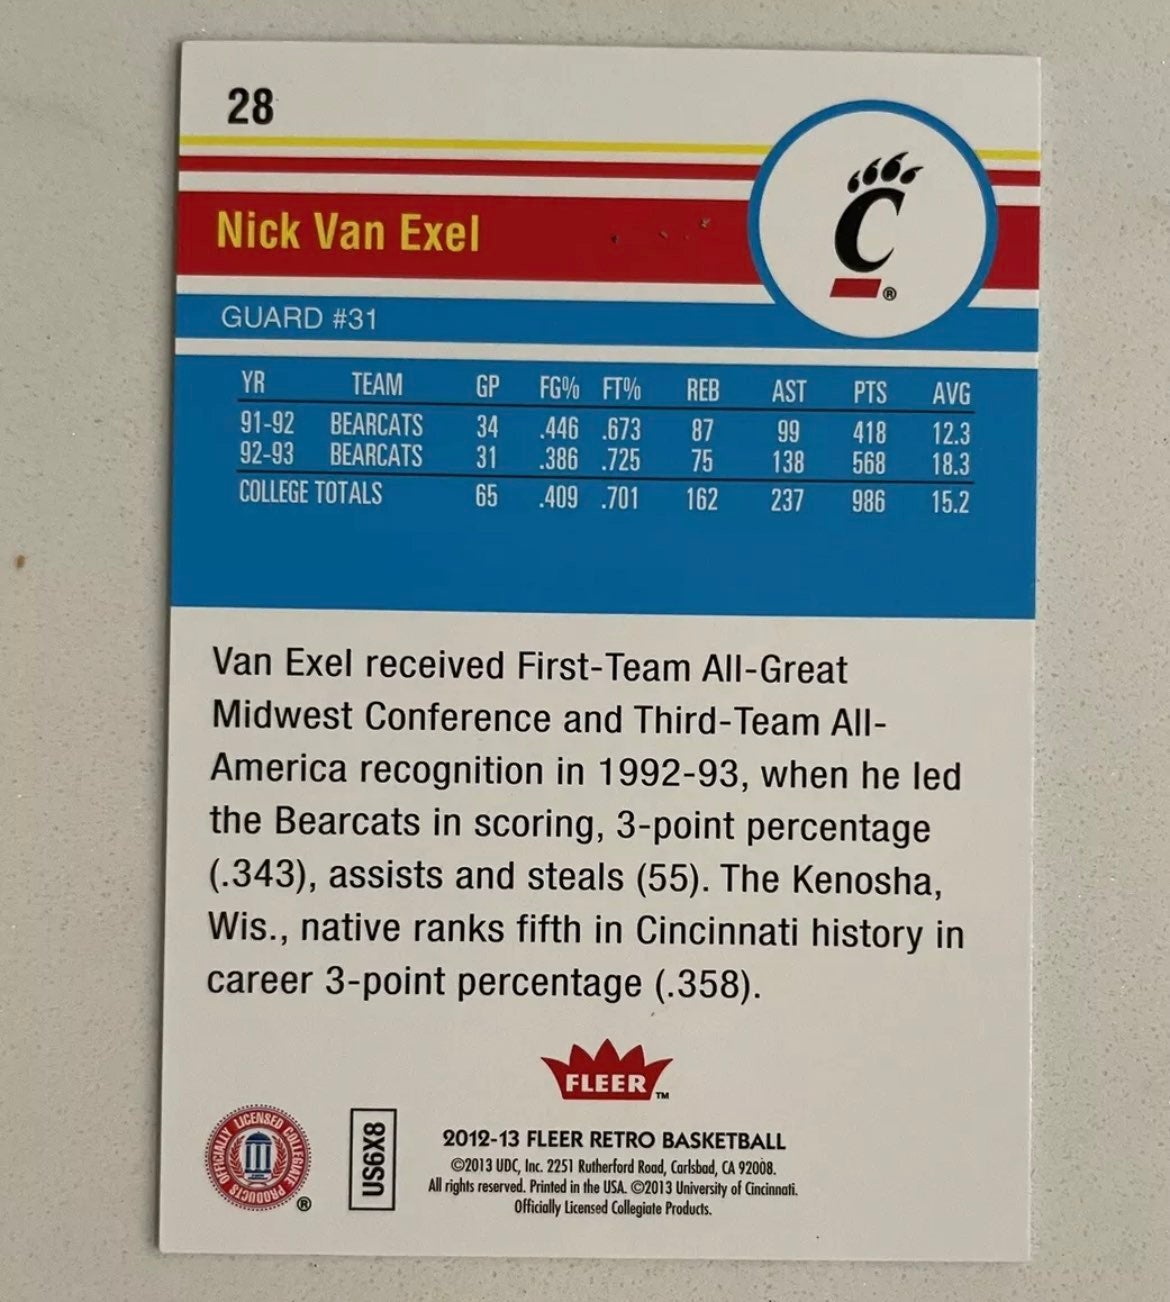 28
C
®
Nick Van Exel
GUARD #31
YR TEAM GP FG% FT% REB AST PTS AVG
91-92 BEARCATS 34 .446 .673 87 99 418 12.3
92-93 BEARCATS 31 .386 .725 75 138 568 18.3
COLLEGE TOTALS 65 .409 .701 162 237 986 15.2
Van Exel received First-Team All-Great
Midwest Conference and Third-Team All-
America recognition in 1992-93, when he led
the Bearcats in scoring, 3-point percentage
(.343), assists and steals (55). The Kenosha,
Wis., native ranks fifth in Cincinnati history in
career 3-point percentage (.358).
FLEER TM
OFFICIALLY LICENSED COLLEGIATE PRODUCTS ®
US6X8
2012-13 FLEER RETRO BASKETBALL
©2013 UDC, Inc. 2251 Rutherford Road, Carlsbad, CA 92008.
All rights reserved. Printed in the USA. ©2013 University of Cincinnati.
Officially Licensed Collegiate Products.